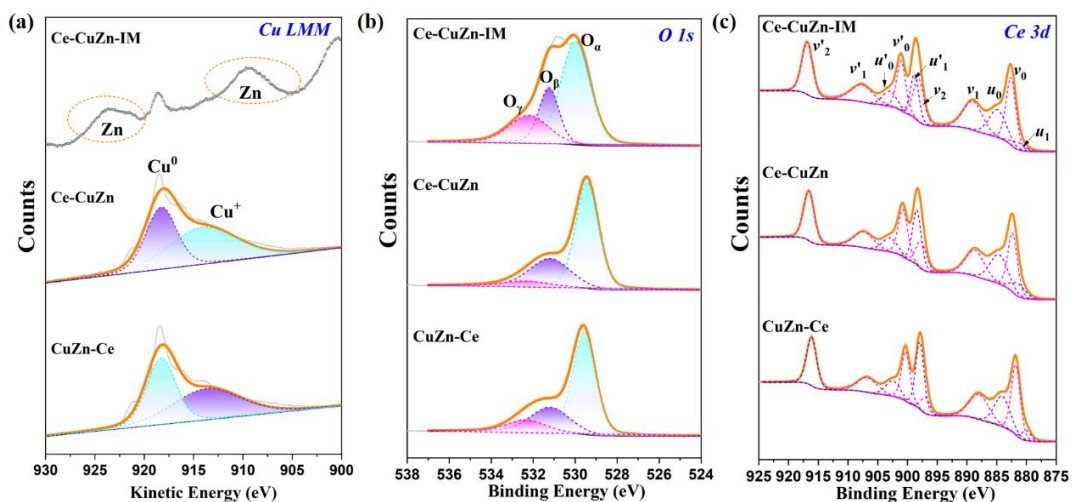 (a)
Cu LMM
Ce-CuZn-IM
Zn
Zn
Cu⁰
Ce-CuZn
Cu⁺
CuZn-Ce
Counts
930 925 920 915 910 905 900
Kinetic Energy (eV)
(b)
O 1s
Ce-CuZn-IM
Oα
Oβ
Oγ
Ce-CuZn
CuZn-Ce
Counts
538 536 534 532 530 528 526 524
Binding Energy (eV)
(c)
Ce 3d
Ce-CuZn-IM
v'₂
v'₁
u'₀
v'₀
u'₁
v₂
v₁
u₀
v₀
u₁
Ce-CuZn
CuZn-Ce
Counts
925 920 915 910 905 900 895 890 885 880 875
Binding Energy (eV)